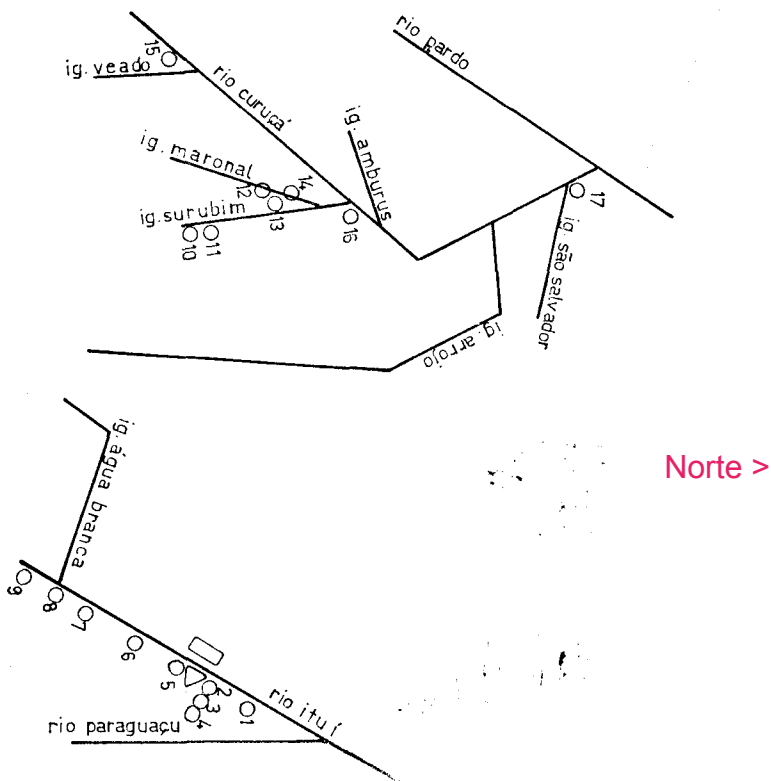 15
ig. veado
rio curuçá
rio pardo
ig. amburus
ig. maronal
12
14
13
ig. surubim
10
11
16
17
ig. são salvador
ig. arrojo
ig. água branca
Norte >
9
8
7
6
5
2
3
4
1
rio ituí
rio paraguaçu